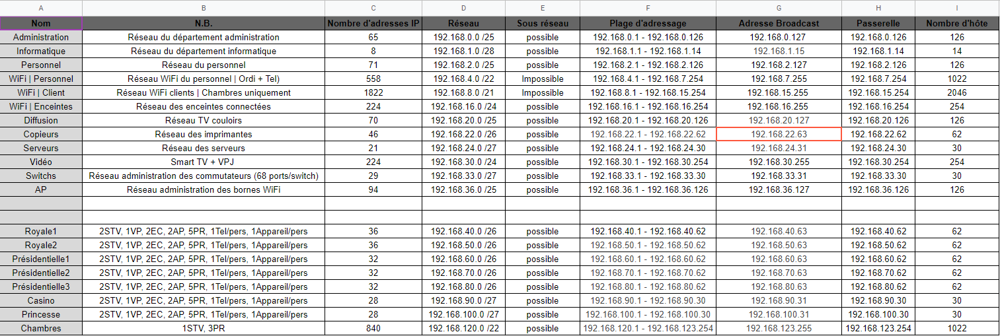 A B C D E F G H I
Nom N.B. Nombre d'adresses IP Réseau Sous réseau Plage d'adressage Adresse Broadcast Passerelle Nombre d'hôte
Administration Réseau du département administration 65 192.168.0.0 /25 possible 192.168.0.1 - 192.168.0.126 192.168.0.127 192.168.0.126 126
Informatique Réseau du département informatique 8 192.168.1.0 /28 possible 192.168.1.1 - 192.168.1.14 192.168.1.15 192.168.1.14 14
Personnel Réseau du personnel 71 192.168.2.0 /25 possible 192.168.2.1 - 192.168.2.126 192.168.2.127 192.168.2.126 126
WiFi | Personnel Réseau WiFi du personnel | Ordi + Tel) 558 192.168.4.0 /22 Impossible 192.168.4.1 - 192.168.7.254 192.168.7.255 192.168.7.254 1022
WiFi | Client Réseau WiFi clients | Chambres uniquement 1822 192.168.8.0 /21 Impossible 192.168.8.1 - 192.168.15.254 192.168.15.255 192.168.15.254 2046
WiFi | Enceintes Réseau des enceintes connectées 224 192.168.16.0 /24 possible 192.168.16.1 - 192.168.16.254 192.168.16.255 192.168.16.254 254
Diffusion Réseau TV couloirs 70 192.168.20.0 /25 possible 192.168.20.1 - 192.168.20.126 192.168.20.127 192.168.20.126 126
Copieurs Réseau des imprimantes 46 192.168.22.0 /26 possible 192.168.22.1 - 192.168.22.62 192.168.22.63 192.168.22.62 62
Serveurs Réseau des serveurs 21 192.168.24.0 /27 possible 192.168.24.1 - 192.168.24.30 192.168.24.31 192.168.24.30 30
Vidéo Smart TV + VPJ 224 192.168.30.0 /24 possible 192.168.30.1 - 192.168.30.254 192.168.30.255 192.168.30.254 254
Switchs Réseau administration des commutateurs (68 ports/switch) 29 192.168.33.0 /27 possible 192.168.33.1 - 192.168.33.30 192.168.33.31 192.168.33.30 30
AP Réseau administration des bornes WiFi 94 192.168.36.0 /25 possible 192.168.36.1 - 192.168.36.126 192.168.36.127 192.168.36.126 126
Royale1 2STV, 1VP, 2EC, 2AP, 5PR, 1Tel/pers, 1Appareil/pers 36 192.168.40.0 /26 possible 192.168.40.1 - 192.168.40.62 192.168.40.63 192.168.40.62 62
Royale2 2STV, 1VP, 2EC, 2AP, 5PR, 1Tel/pers, 1Appareil/pers 36 192.168.50.0 /26 possible 192.168.50.1 - 192.168.50.62 192.168.50.63 192.168.50.62 62
Présidentielle1 2STV, 1VP, 2EC, 2AP, 5PR, 1Tel/pers, 1Appareil/pers 32 192.168.60.0 /26 possible 192.168.60.1 - 192.168.60.62 192.168.60.63 192.168.60.62 62
Présidentielle2 2STV, 1VP, 2EC, 2AP, 5PR, 1Tel/pers, 1Appareil/pers 32 192.168.70.0 /26 possible 192.168.70.1 - 192.168.70.62 192.168.70.63 192.168.70.62 62
Présidentielle3 2STV, 1VP, 2EC, 2AP, 5PR, 1Tel/pers, 1Appareil/pers 32 192.168.80.0 /26 possible 192.168.80.1 - 192.168.80.62 192.168.80.63 192.168.80.62 62
Casino 2STV, 1VP, 2EC, 2AP, 5PR, 1Tel/pers, 1Appareil/pers 28 192.168.90.0 /27 possible 192.168.90.1 - 192.168.90.30 192.168.90.31 192.168.90.30 30
Princesse 2STV, 1VP, 2EC, 2AP, 5PR, 1Tel/pers, 1Appareil/pers 28 192.168.100.0 /27 possible 192.168.100.1 - 192.168.100.30 192.168.100.31 192.168.100.30 30
Chambres 1STV, 3PR 840 192.168.120.0 /22 possible 192.168.120.1 - 192.168.123.254 192.168.123.255 192.168.123.254 1022